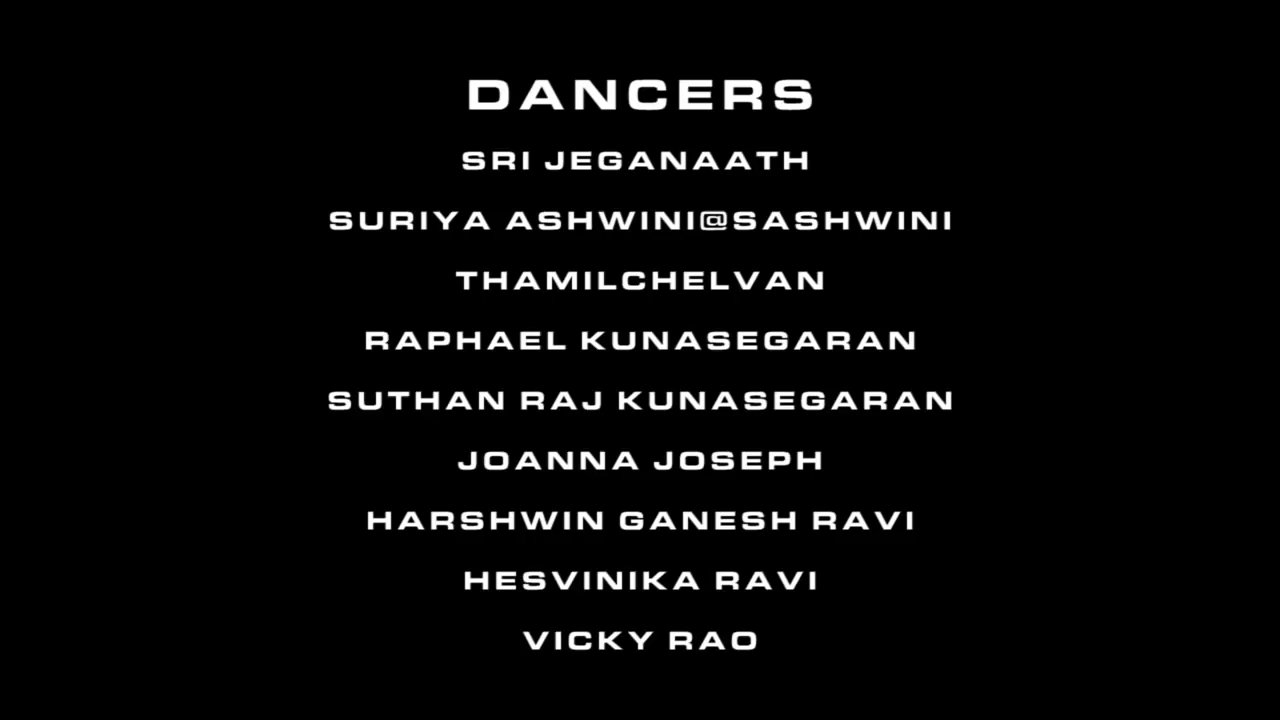 DANCERS
SRI JEGANAATH
SURIYA ASHWINI@SASHWINI
THAMILCHELVAN
RAPHAEL KUNASEGARAN
SUTHAN RAJ KUNASEGARAN
JOANNA JOSEPH
HARSHWIN GANESH RAVI
HESVINIKA RAVI
VICKY RAO